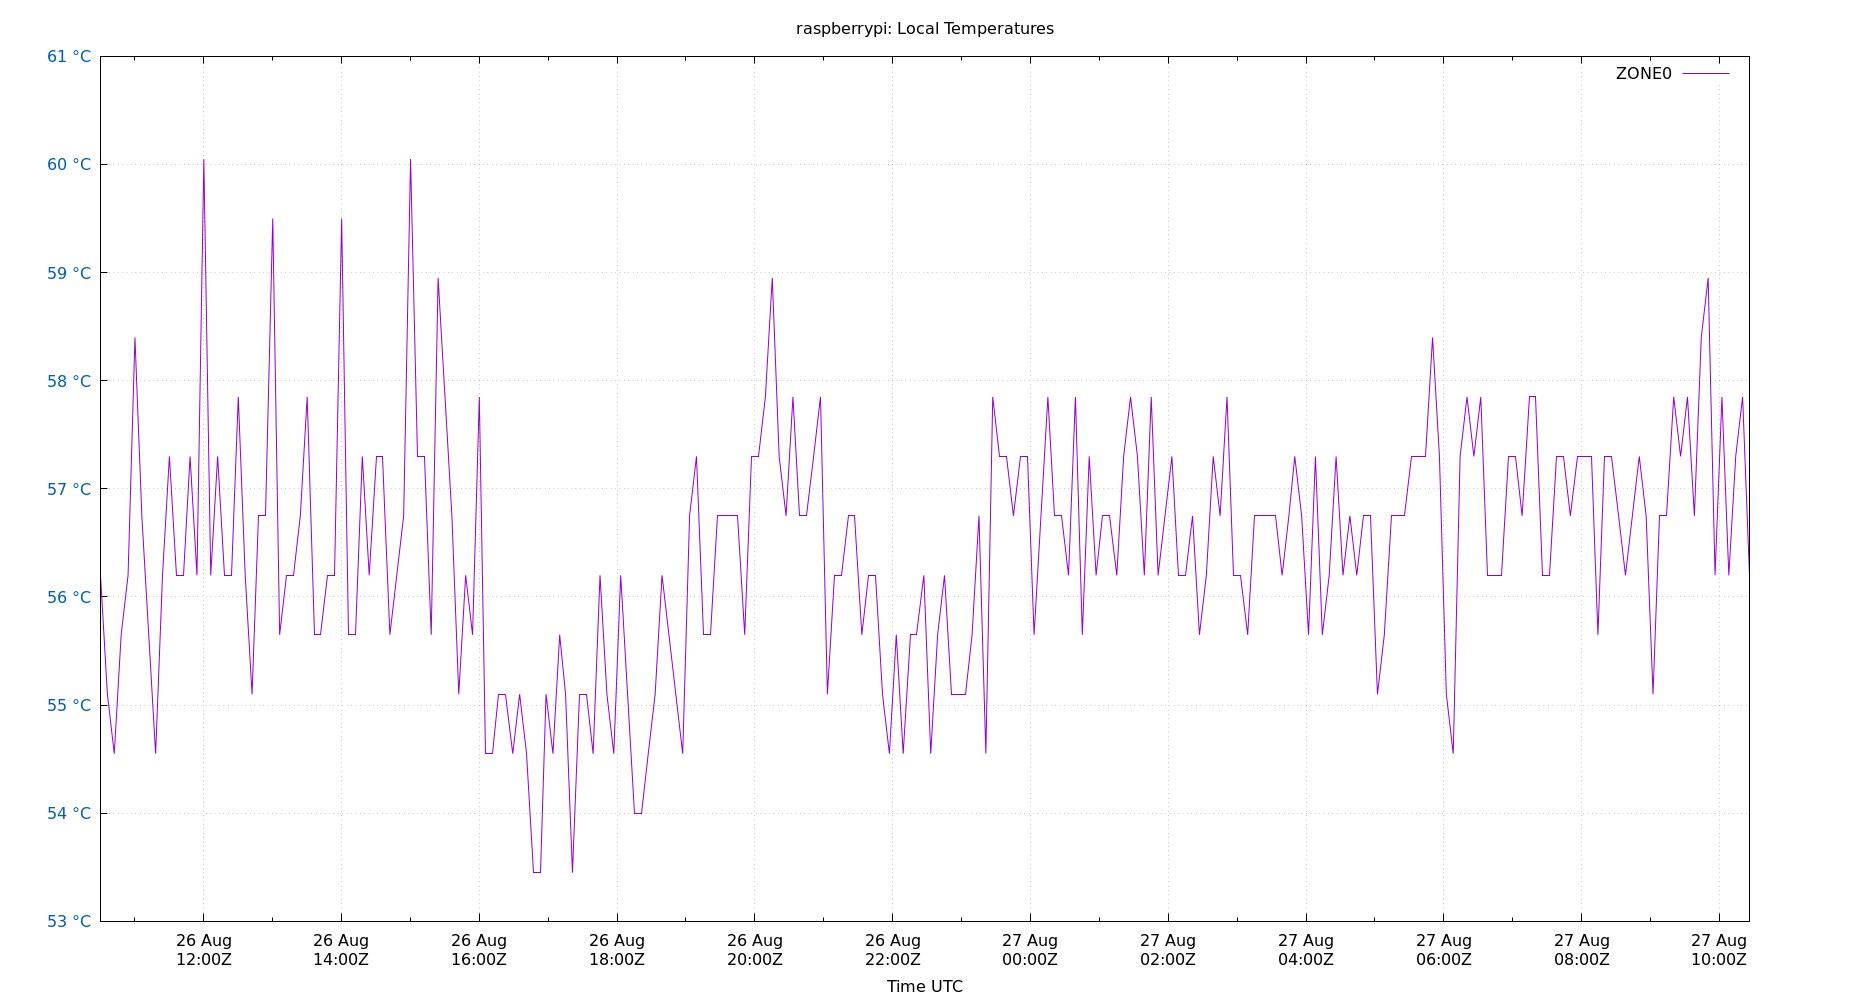 raspberrypi: Local Temperatures
61 °C
ZONE0
60 °C
59 °C
58 °C
57 °C
56 °C
55 °C
54 °C
53 °C
26 Aug 26 Aug 26 Aug 26 Aug 26 Aug 26 Aug 27 Aug 27 Aug 27 Aug 27 Aug 27 Aug 27 Aug
12:00Z 14:00Z 16:00Z 18:00Z 20:00Z 22:00Z 00:00Z 02:00Z 04:00Z 06:00Z 08:00Z 10:00Z
Time UTC